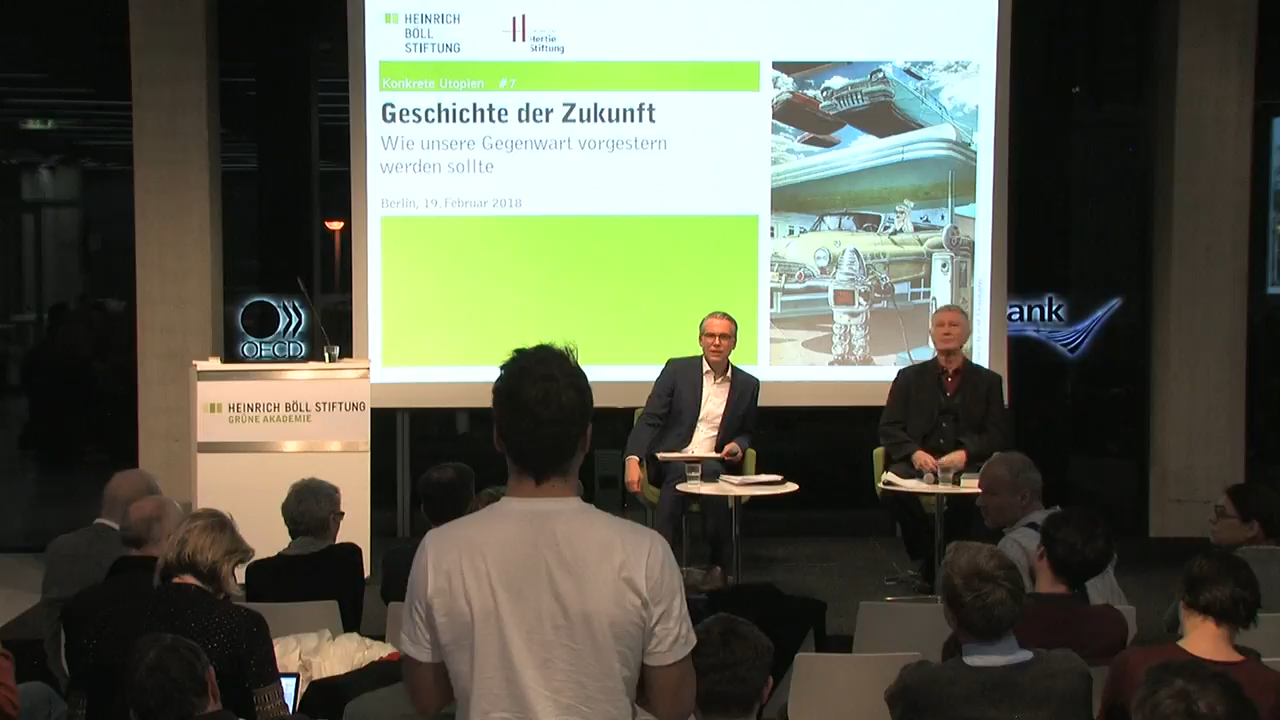 HEINRICH
BÖLL
STIFTUNG
Hertie
Stiftung
Konkrete Utopien #7
Geschichte der Zukunft
Wie unsere Gegenwart vorgestern
werden sollte
Berlin, 19. Februar 2018
OECD
ank
HEINRICH BÖLL STIFTUNG
GRÜNE AKADEMIE